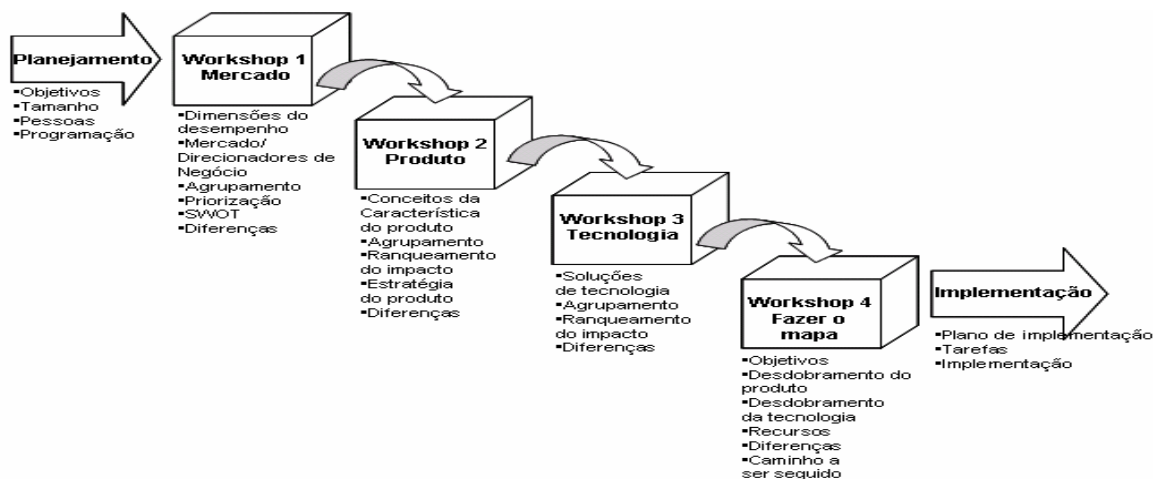 Planejamento
▪Objetivos
▪Tamanho
▪Pessoas
▪Programação
Workshop 1
Mercado
▪Dimensões do
desempenho
▪Mercado/
Direcionadores de
Negócio
▪Agrupamento
▪Priorização
▪SWOT
▪Diferenças
Workshop 2
Produto
▪Conceitos da
Característica
do produto
▪Agrupamento
▪Ranqueamento
do impacto
▪Estratégia
do produto
▪Diferenças
Workshop 3
Tecnologia
▪Soluções
de tecnologia
▪Agrupamento
▪Ranqueamento
do impacto
▪Diferenças
Workshop 4
Fazer o
mapa
▪Objetivos
▪Desdobramento do
produto
▪Desdobramento
da tecnologia
▪Recursos
▪Diferenças
▪Caminho a
ser seguido
Implementação
▪Plano de implementação
▪Tarefas
▪Implementação